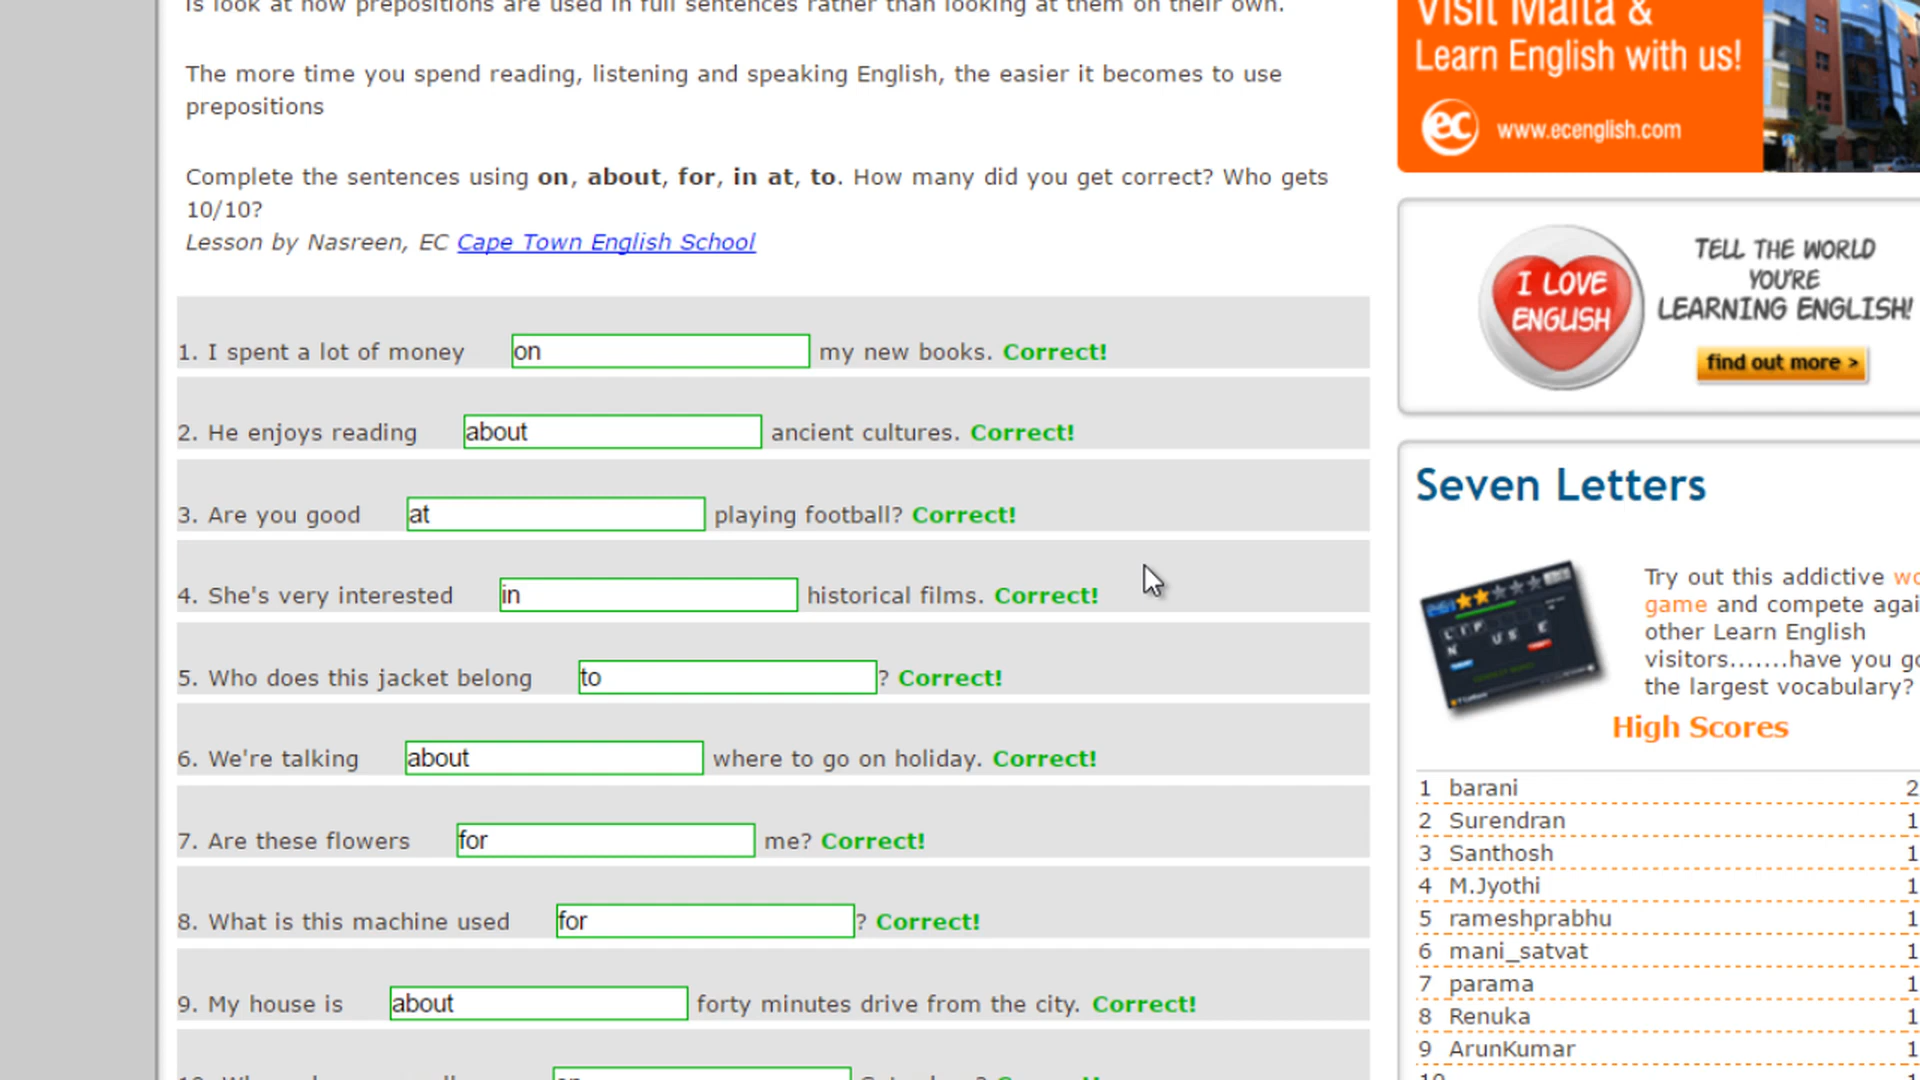 is look at how prepositions are used in full sentences rather than looking at them on their own.
The more time you spend reading, listening and speaking English, the easier it becomes to use
prepositions
Complete the sentences using on, about, for, in at, to. How many did you get correct? Who gets
10/10?
Lesson by Nasreen, EC Cape Town English School
1. I spent a lot of money on my new books. Correct!
2. He enjoys reading about ancient cultures. Correct!
3. Are you good at playing football? Correct!
4. She's very interested in historical films. Correct!
5. Who does this jacket belong to ? Correct!
6. We're talking about where to go on holiday. Correct!
7. Are these flowers for me? Correct!
8. What is this machine used for ? Correct!
9. My house is about forty minutes drive from the city. Correct!
Visit Malta &
Learn English with us!
ec www.ecenglish.com
I LOVE
ENGLISH
TELL THE WORLD
YOU'RE
LEARNING ENGLISH!
find out more >
Seven Letters
Try out this addictive
game and compete
other Learn English
visitors.......have you
the largest vocabulary?
High Scores
1 barani
2 Surendran
3 Santhosh
4 M.Jyothi
5 rameshprabhu
6 mani_satvat
7 parama
8 Renuka
9 ArunKumar